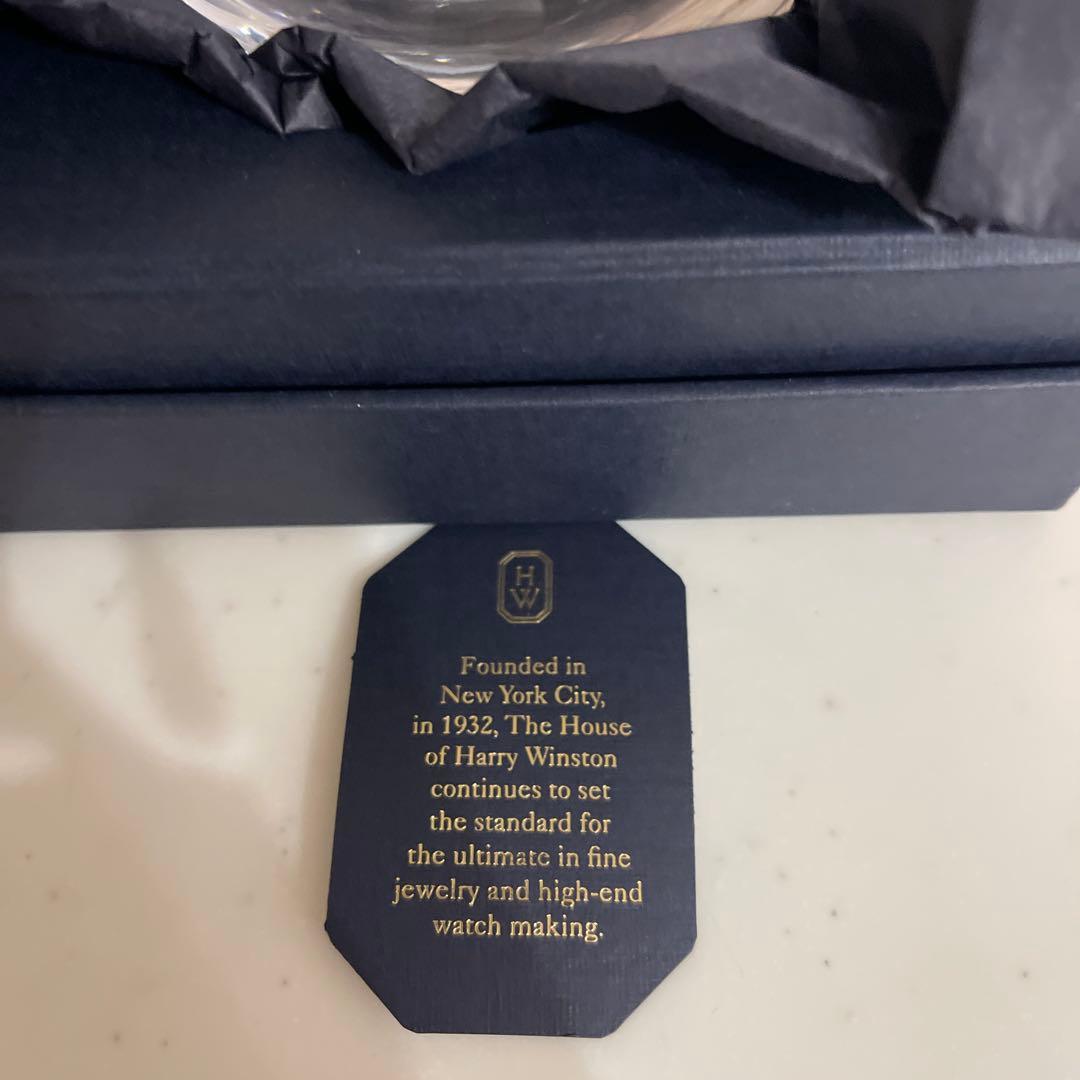 H
W
Founded in
New York City,
in 1932, The House
of Harry Winston
continues to set
the standard for
the ultimate in fine
jewelry and high-end
watch making.